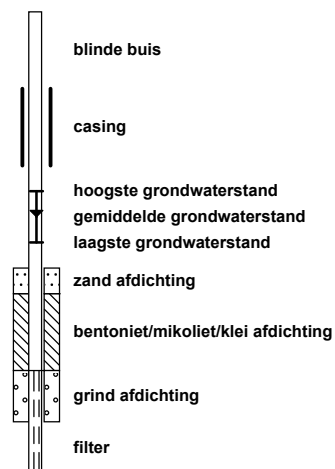 blinde buis
casing
hoogste grondwaterstand
gemiddelde grondwaterstand
laagste grondwaterstand
zand afdichting
bentoniet/mikoliet/klei afdichting
grind afdichting
filter